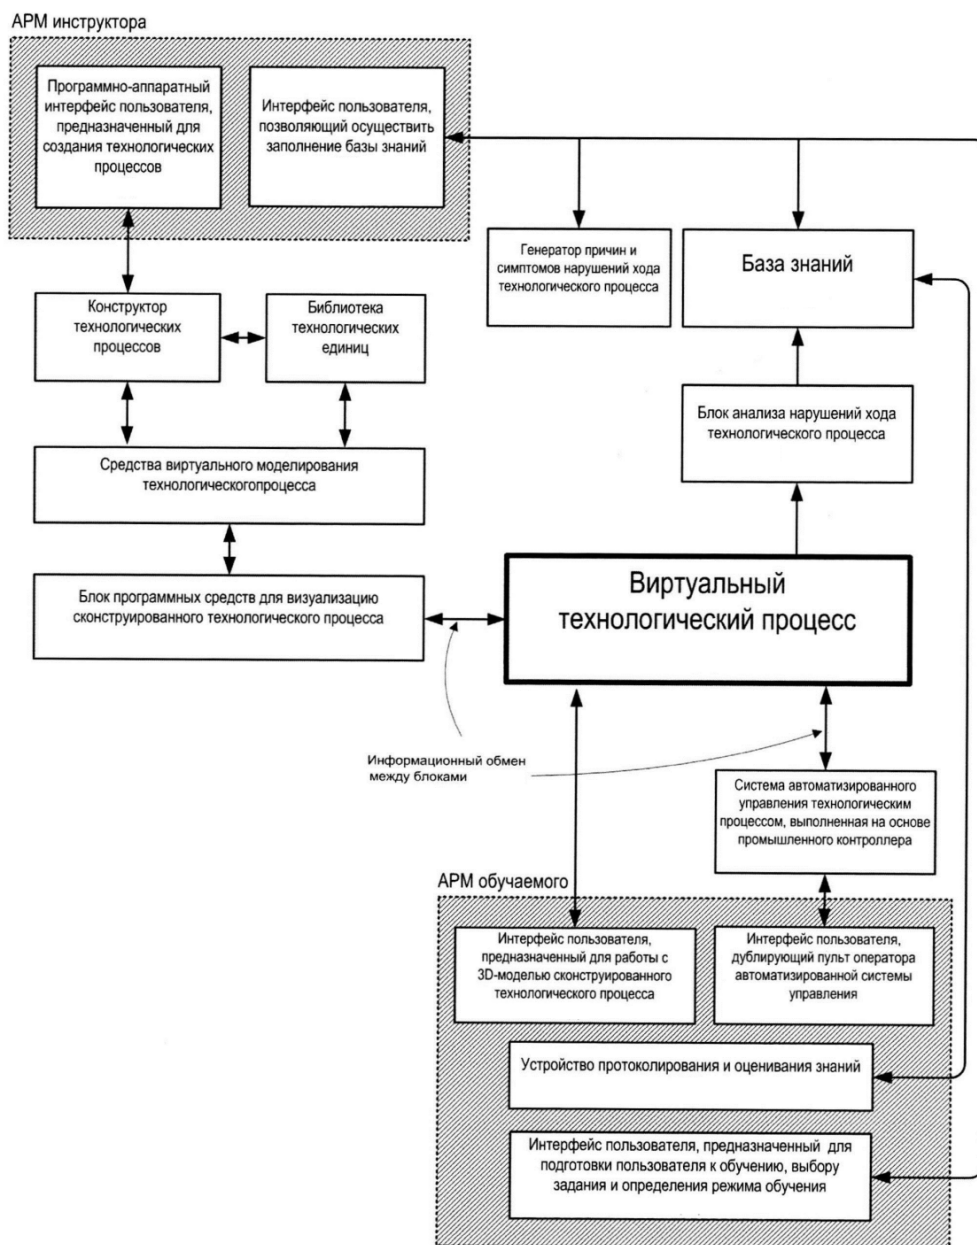 АРМ инструктора
Программно-аппаратный
интерфейс пользователя,
предназначенный для
создания технологических
процессов
Интерфейс пользователя,
позволяющий осуществить
заполнение базы знаний
Генератор причин и
симптомов нарушений хода
технологического процесса
База знаний
Конструктор
технологических
процессов
Библиотека
технологических
единиц
Блок анализа нарушений хода
технологического процесса
Средства виртуального моделирования
технологическогопроцесса
Блок программных средств для визуализацию
сконструированного технологического процесса
Виртуальный
технологический процесс
Информационный обмен
между блоками
Система автоматизированного
управления технологическим
процессом, выполненная на основе
промышленного контроллера
АРМ обучаемого
Интерфейс пользователя,
предназначенный для работы с
3D-моделью сконструированного
технологического процесса
Интерфейс пользователя,
дублирующий пульт оператора
автоматизированной системы
управления
Устройство протоколирования и оценивания знаний
Интерфейс пользователя, предназначенный для
подготовки пользователя к обучению, выбору
задания и определения режима обучения